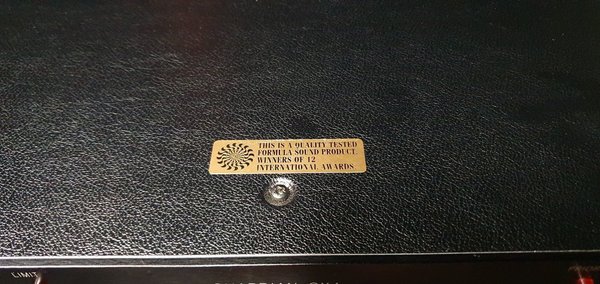 THIS IS A QUALITY TESTED
FORMULA SOUND PRODUCT.
WINNERS OF 12
INTERNATIONAL AWARDS
LIMIT